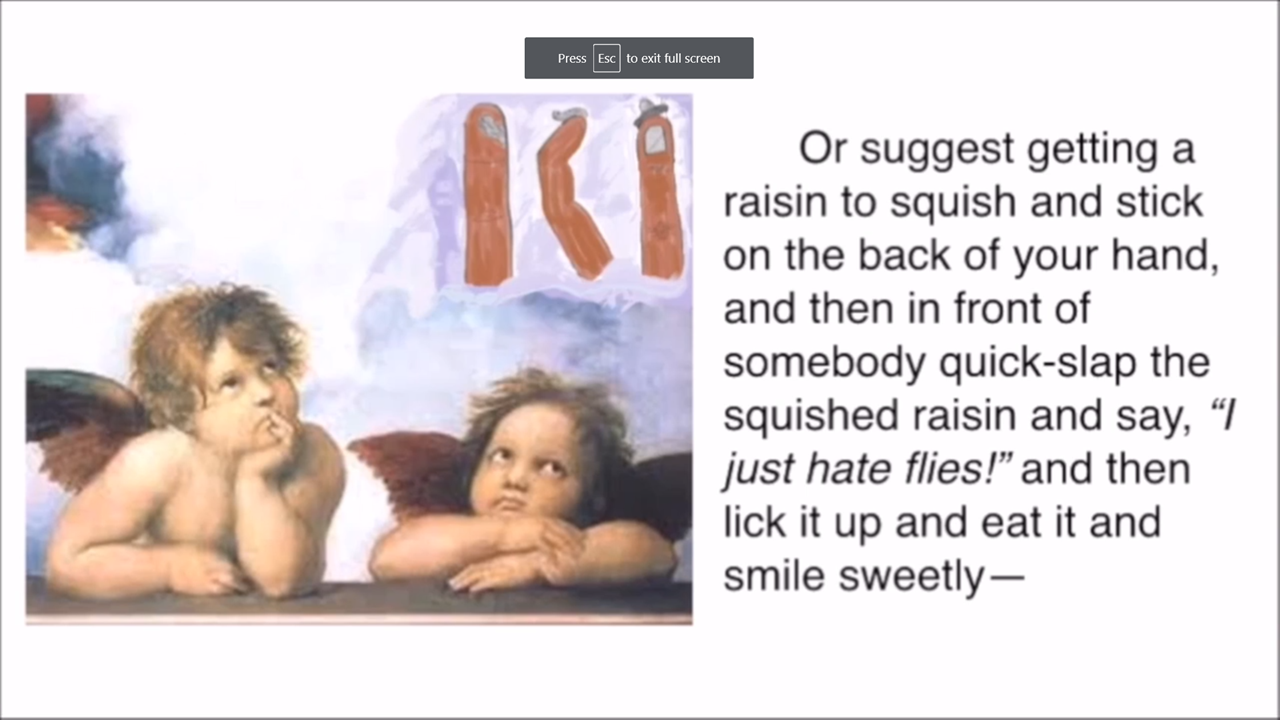 Press Esc to exit full screen
Or suggest getting a
raisin to squish and stick
on the back of your hand,
and then in front of
somebody quick-slap the
squished raisin and say, “I
just hate flies!” and then
lick it up and eat it and
smile sweetly—